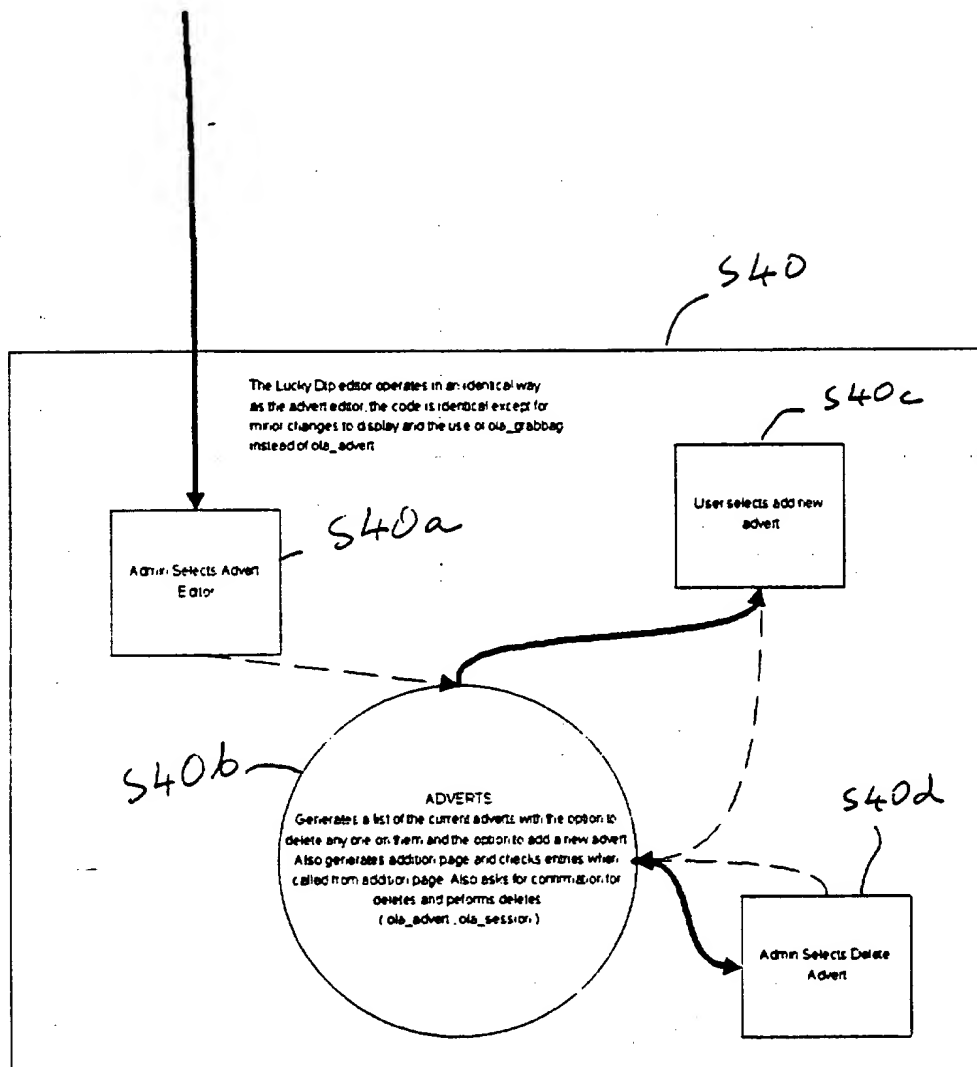 S40
The Lucky Dip editor operates in an identical way
as the advert editor, the code is identical except for
minor changes to display and the use of ola_grabbag
instead of ola_advert
S40c
User selects add new
advert
S40a
Admin Selects Advert
Editor
S40b
ADVERTS
Generates a list of the current adverts with the option to
delete any one on them and the option to add a new advert
Also generates addition page and checks entries when
called from addition page. Also asks for confirmation for
deletes and peforms deletes
( ola_advert , ola_session )
S40d
Admin Selects Delete
Advert